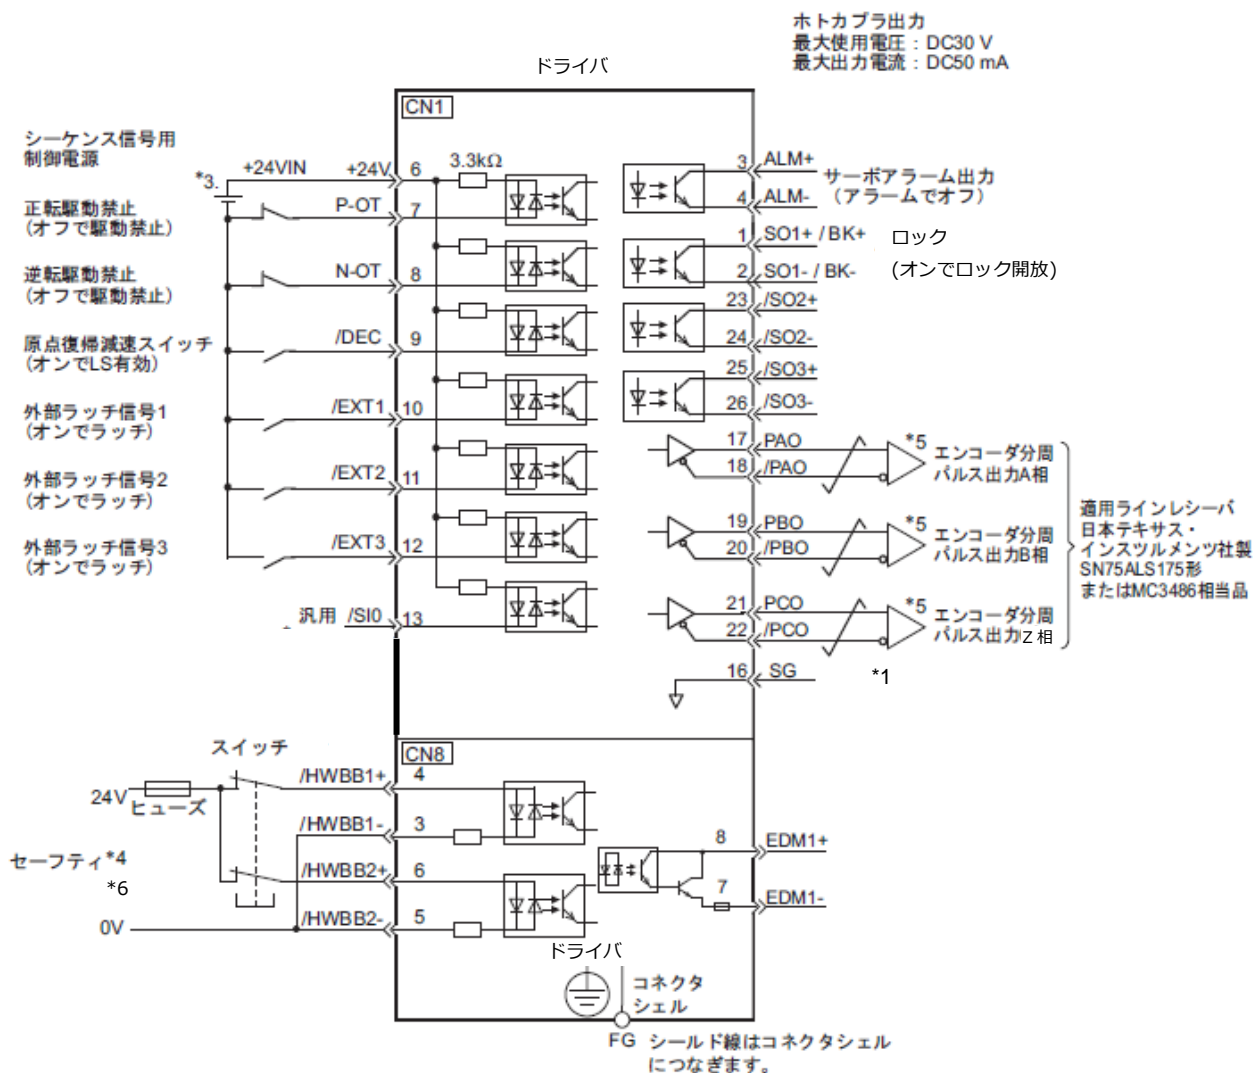 ホトカプラ出力
最大使用電圧：DC30 V
最大出力電流：DC50 mA
ドライバ
CN1
シーケンス信号用
制御電源
*3.
+24VIN
+24V
6
3.3kΩ
正転駆動禁止
(オフで駆動禁止)
P-OT
7
逆転駆動禁止
(オフで駆動禁止)
N-OT
8
原点復帰減速スイッチ
(オンでLS有効)
/DEC
9
外部ラッチ信号1
(オンでラッチ)
/EXT1
10
外部ラッチ信号2
(オンでラッチ)
/EXT2
11
外部ラッチ信号3
(オンでラッチ)
/EXT3
12
汎用
/SI0
13
3
ALM+
4
ALM-
サーボアラーム出力
（アラームでオフ）
1
SO1+ / BK+
2
SO1- / BK-
ロック
(オンでロック開放)
23
/SO2+
24
/SO2-
25
/SO3+
26
/SO3-
17
PAO
18
/PAO
*5
エンコーダ分周
パルス出力A相
19
PBO
20
/PBO
*5
エンコーダ分周
パルス出力B相
21
PCO
22
/PCO
*5
エンコーダ分周
パルス出力Z 相
適用ラインレシーバ
日本テキサス・
インスツルメンツ社製
SN75ALS175形
またはMC3486相当品
16
SG
*1
CN8
スイッチ
24V
ヒューズ
/HWBB1+
4
/HWBB1-
3
セーフティ*4
*6
/HWBB2+
6
0V
/HWBB2-
5
8
EDM1+
7
EDM1-
ドライバ
コネクタ
シェル
FG
シールド線はコネクタシェル
につなぎます。